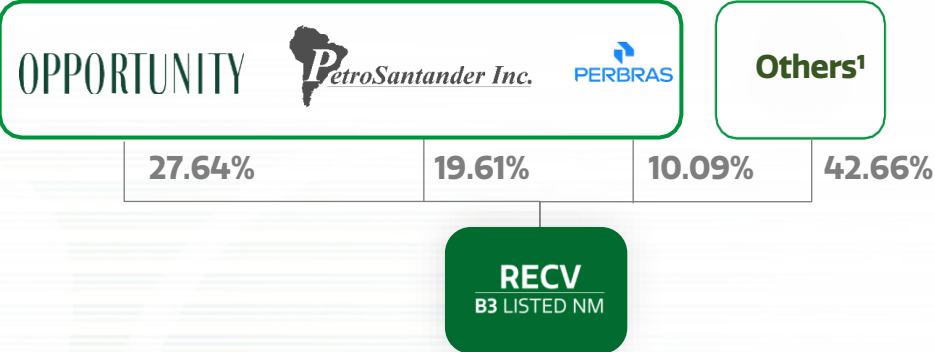 OPPORTUNITY
PetroSantander Inc.
PERBRAS
Others¹
27.64%
19.61%
10.09%
42.66%
RECV
B3 LISTED NM